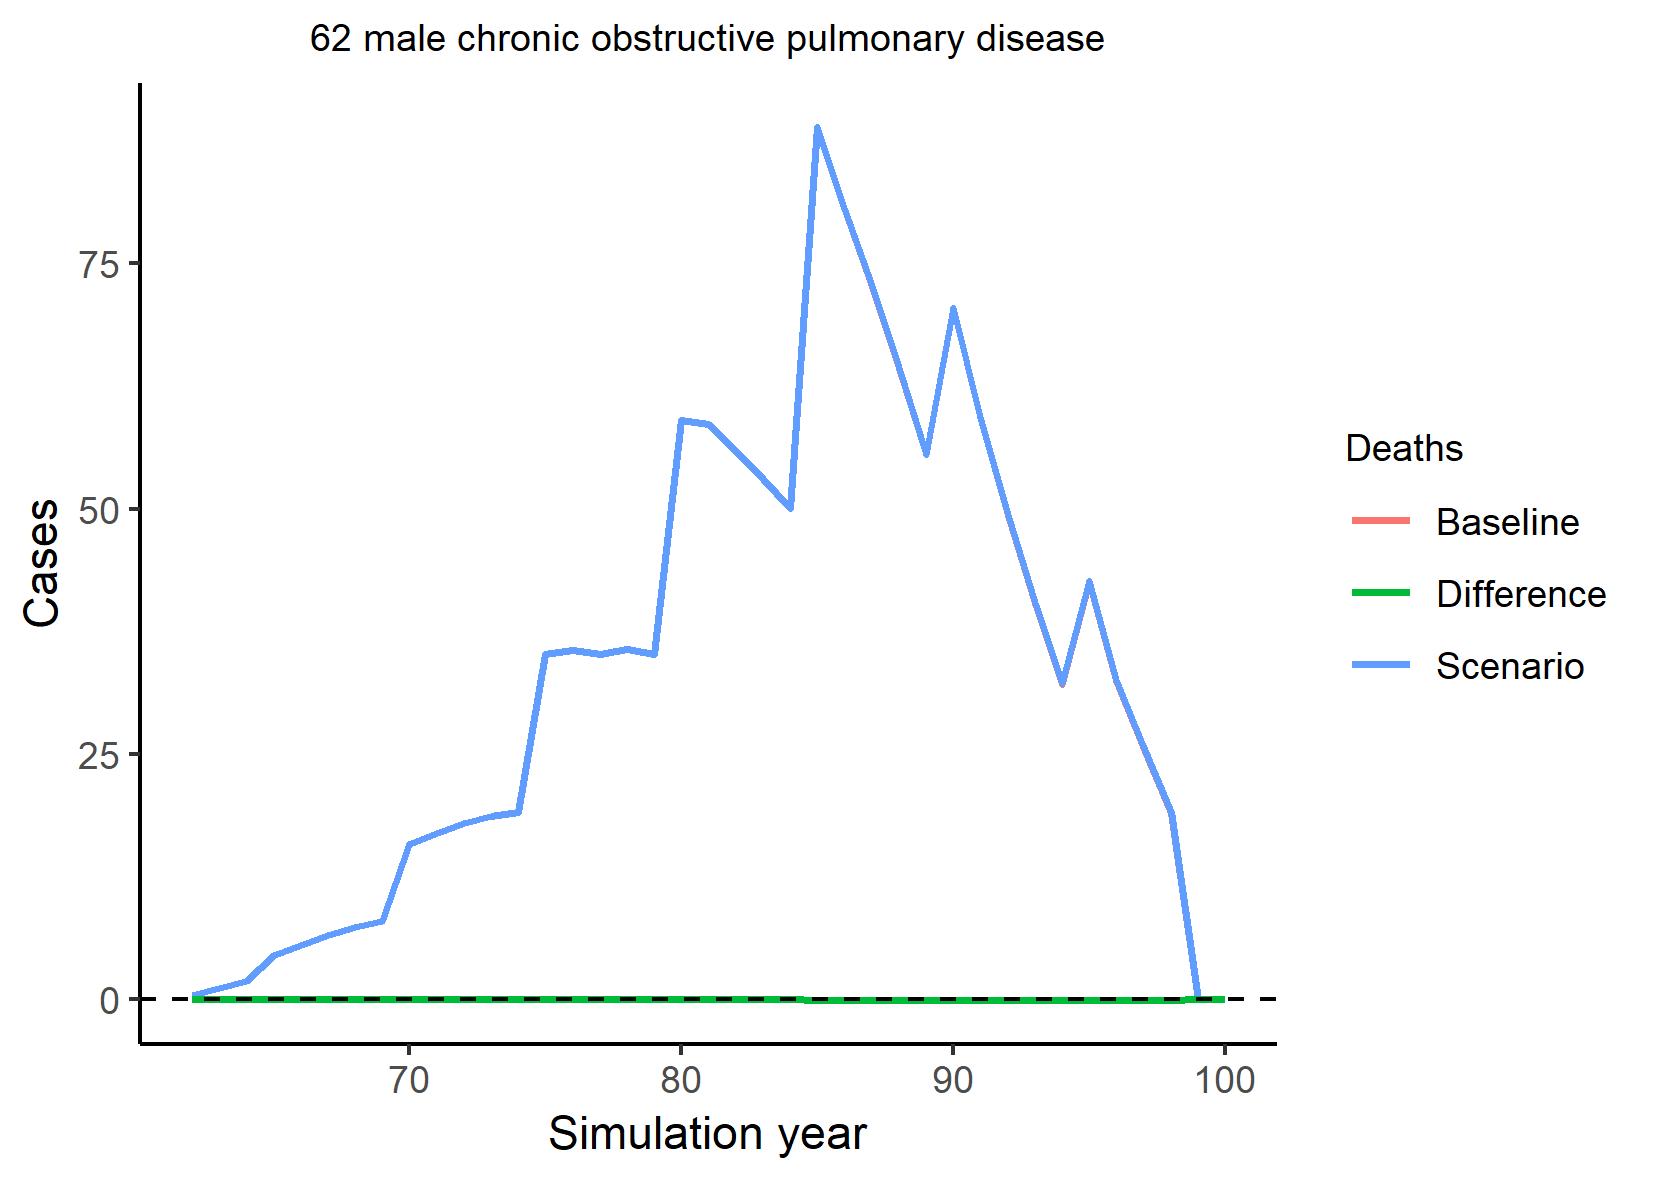 62 male chronic obstructive pulmonary disease
Cases
75
50
25
0
70 80 90 100
Simulation year
Deaths
Baseline
Difference
Scenario